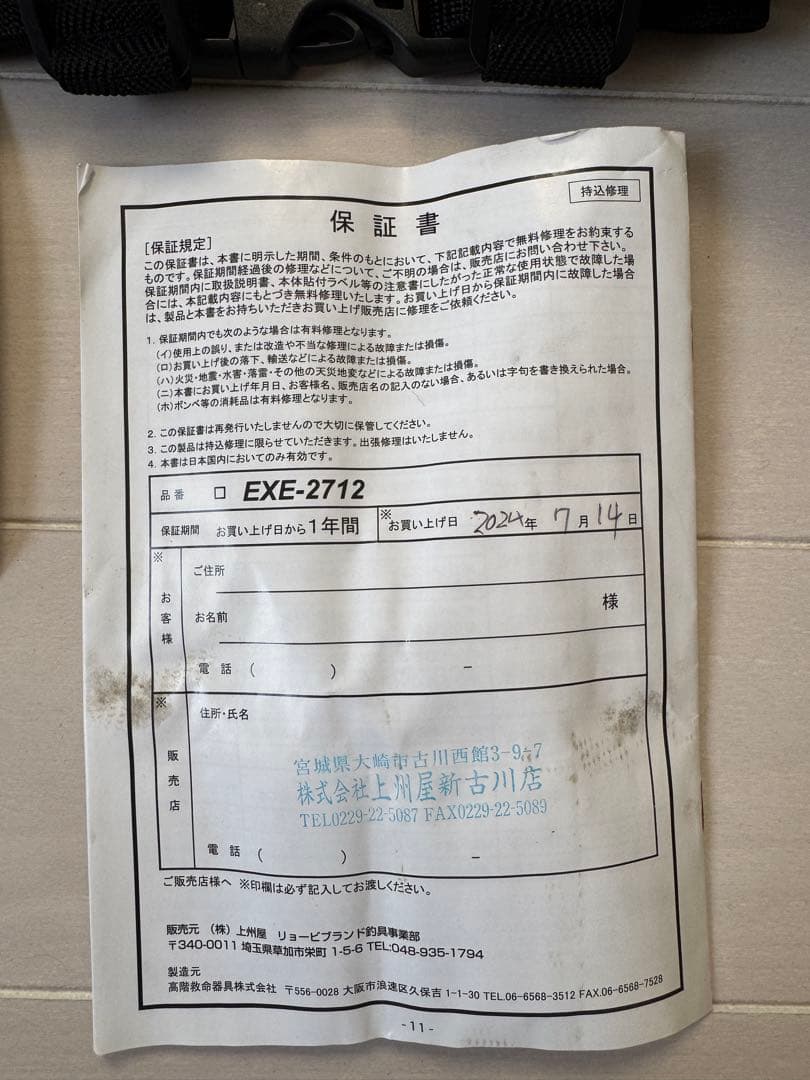 持込修理
保証書
[保証規定]
この保証書は、本書に明示した期間、条件のもとにおいて、下記記載内容で無料修理をお約束する
ものです。保証期間経過後の修理などについて、ご不明の場合は、販売店にお問い合わせ下さい。
保証期間内に取扱説明書、本体貼付ラベル等の注意書にしたがった正常な使用状態で故障した場
合には、本記載内容にもとづき無料修理いたします。お買い上げ日から保証期間内に故障した場合
は、製品と本書をお持ちいただきお買い上げ販売店に修理をご依頼ください。
1. 保証期間内でも次のような場合は有料修理となります。
(イ)使用上の誤り、または改造や不当な修理による故障または損傷。
(ロ)お買い上げ後の落下、輸送などによる故障または損傷。
(ハ)火災・地震・水害・落雷・その他の天災地変などによる故障または損傷。
(ニ)本書にお買い上げ年月日、お客様名、販売店名の記入のない場合、あるいは字句を書き換えられた場合。
(ホ)ボンベ等の消耗品は有料修理となります。
2. この保証書は再発行いたしませんので大切に保管してください。
3. この製品は持込修理に限らせていただきます。出張修理はいたしません。
4. 本書は日本国内においてのみ有効です。
品番 □ EXE-2712
保証期間 お買い上げ日から1年間 ※お買い上げ日 2024年 7月14日
※お客様
ご住所
お名前 様
電話 ( ) －
※販売店
住所・氏名
宮城県大崎市古川西館3-9-7
株式会社上州屋新古川店
TEL0229-22-5087 FAX0229-22-5089
電話 ( ) －
ご販売店様へ ※印欄は必ず記入してお渡しください。
販売元 (株)上州屋 リョービブランド釣具事業部
〒340-0011 埼玉県草加市栄町 1-5-6 TEL:048-935-1794
製造元
高階救命器具株式会社 〒556-0028 大阪市浪速区久保吉 1-1-30 TEL.06-6568-3512 FAX.06-6568-7528
-11-